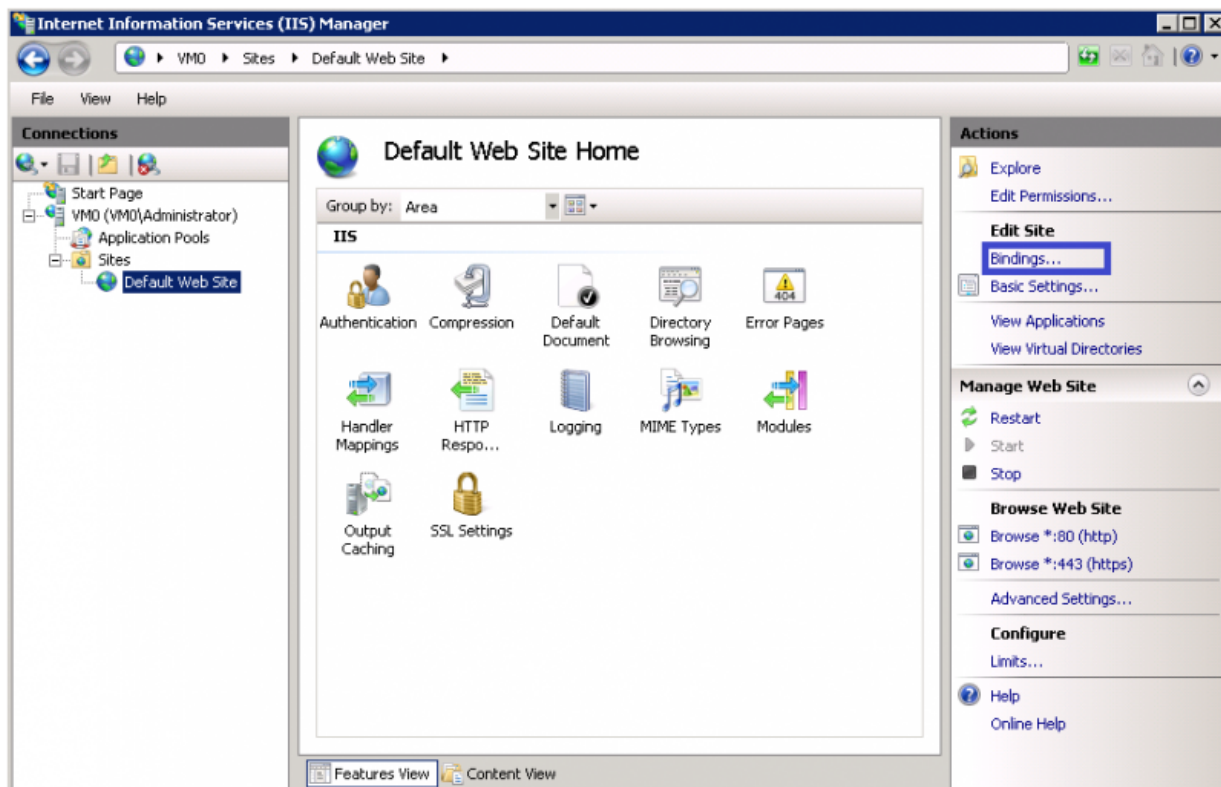 Internet Information Services (IIS) Manager
VM0 Sites Default Web Site
File View Help
Connections
Start Page
VM0 (VM0\Administrator)
Application Pools
Sites
Default Web Site
Default Web Site Home
Group by: Area
IIS
Authentication Compression Default Document Directory Browsing Error Pages
404
Handler Mappings HTTP Respo... Logging MIME Types Modules
Output Caching SSL Settings
Features View Content View
Actions
Explore
Edit Permissions...
Edit Site
Bindings...
Basic Settings...
View Applications
View Virtual Directories
Manage Web Site
Restart
Start
Stop
Browse Web Site
Browse *:80 (http)
Browse *:443 (https)
Advanced Settings...
Configure
Limits...
Help
Online Help